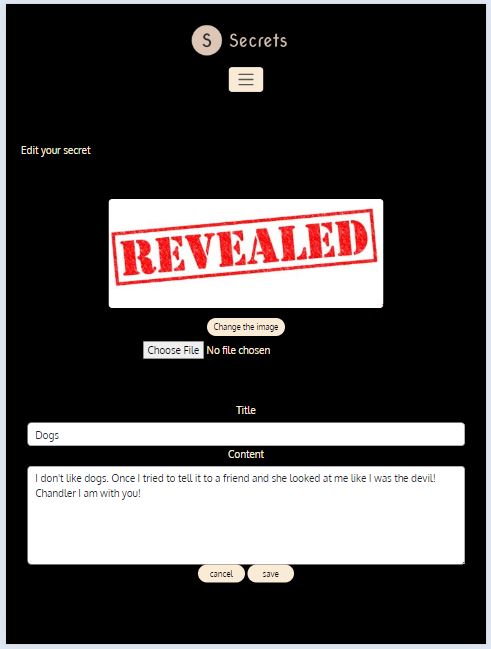 S Secrets
Edit your secret
REVEALED
Change the image
Choose File No file chosen
Title
Dogs
Content
I don't like dogs. Once I tried to tell it to a friend and she looked at me like I was the devil!
Chandler I am with you!
cancel save